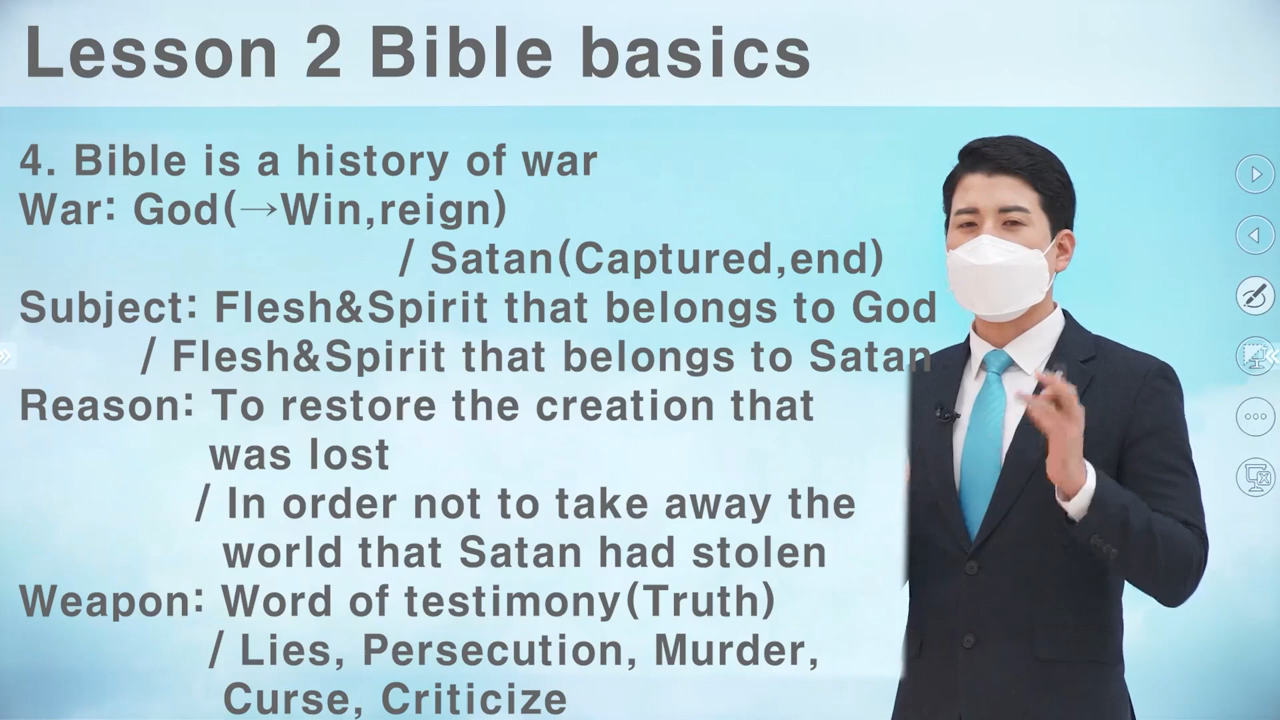 Lesson 2 Bible basics
4. Bible is a history of war
War: God(→Win,reign)
/ Satan(Captured,end)
Subject: Flesh&Spirit that belongs to God
/ Flesh&Spirit that belongs to Satan
Reason: To restore the creation that
was lost
/ In order not to take away the
world that Satan had stolen
Weapon: Word of testimony(Truth)
/ Lies, Persecution, Murder,
Curse, Criticize